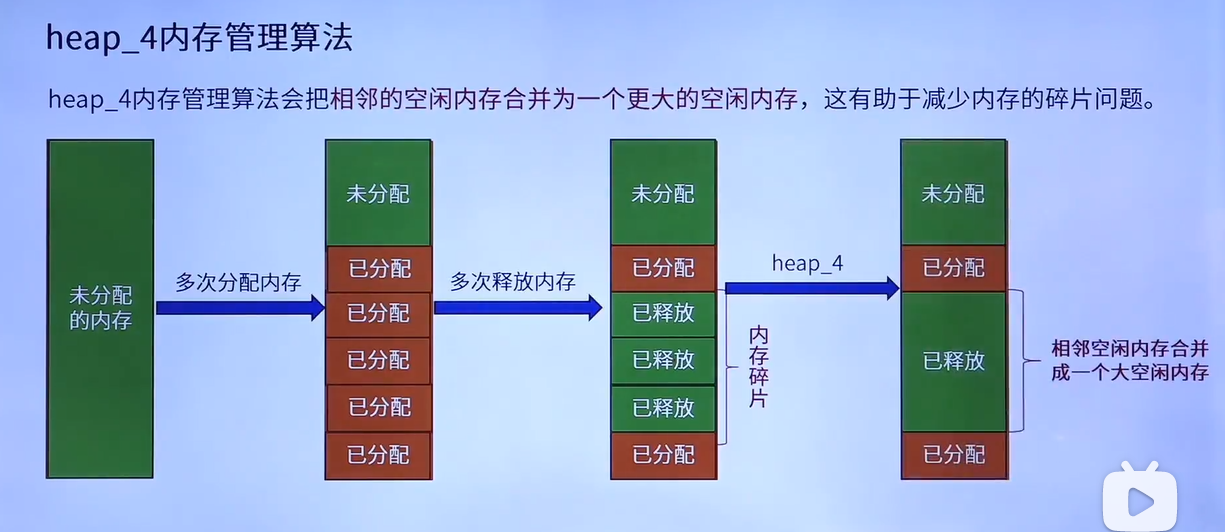 heap_4内存管理算法
heap_4内存管理算法会把相邻的空闲内存合并为一个更大的空闲内存，这有助于减少内存的碎片问题。
未分配
的内存
多次分配内存
未分配
已分配
已分配
已分配
已分配
已分配
多次释放内存
未分配
已分配
已释放
已释放
已释放
已分配
内存碎片
heap_4
未分配
已分配
已释放
已分配
相邻空闲内存合并
成一个大空闲内存